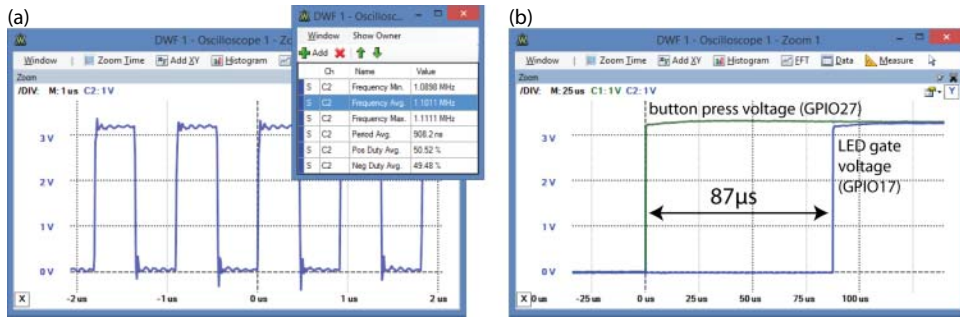 (a)
DWF 1 - Oscilloscope 1 - Zo
Window Zoom Time Add XY Histogram
Zoom
/DIV: M: 1 us C2: 1 V
3 V
2 V
1 V
0 V
X -2 us -1 us 0 us 1 us 2 us
DWF 1 - Oscillosc...
Window Show Owner
Add
Ch Name Value
S C2 Frequency Min. 1.0898 MHz
S C2 Frequency Avg. 1.1011 MHz
S C2 Frequency Max. 1.1111 MHz
S C2 Period Avg. 908.2 ns
S C2 Pos Duty Avg. 50.52 %
S C2 Neg Duty Avg. 49.48 %
(b)
DWF 1 - Oscilloscope 1 - Zoom 1
Window Zoom Time Add XY Histogram FFT Data Measure
Zoom
/DIV: M: 25 us C1: 1 V C2: 1 V
Y
button press voltage (GPIO27)
3 V
LED gate
voltage
(GPIO17)
2 V
87µs
1 V
0 V
X 0 us -25 us 0 us 25 us 50 us 75 us 100 us